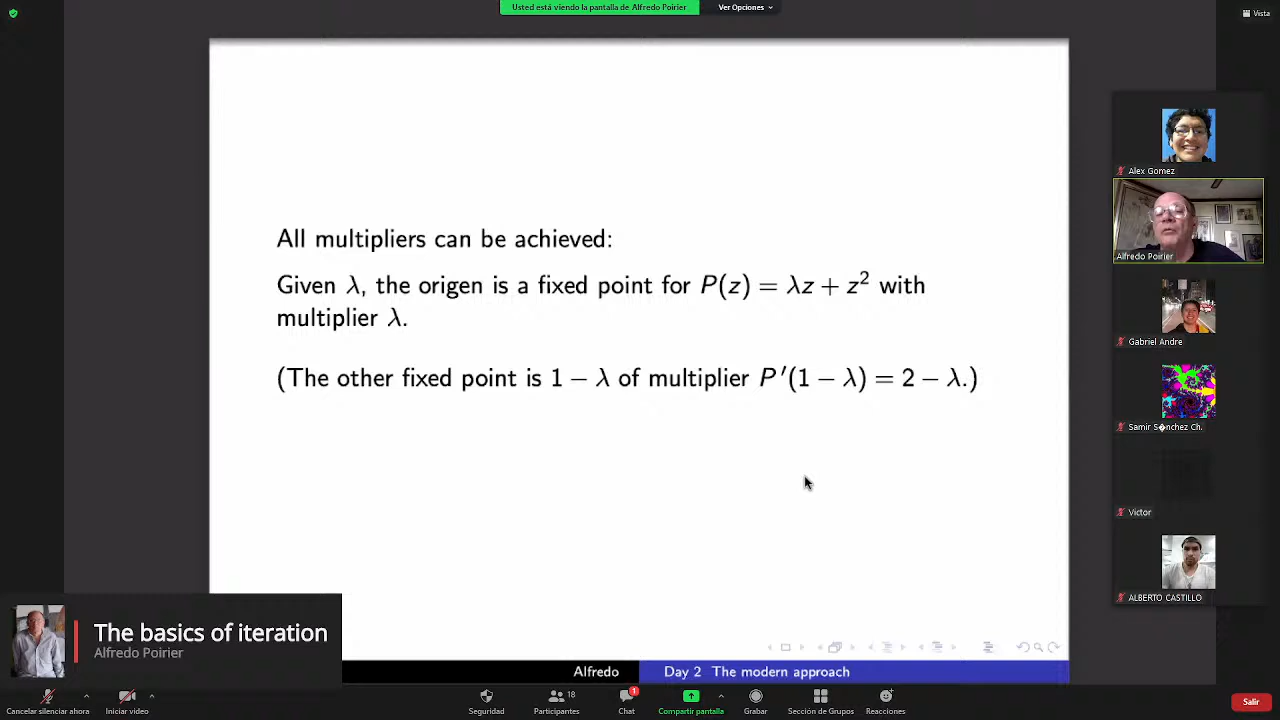 Usted está viendo la pantalla de Alfredo Poirier
Ver Opciones
Vista
All multipliers can be achieved:
Given λ, the origen is a fixed point for P(z) = λz + z² with
multiplier λ.
(The other fixed point is 1 − λ of multiplier P′(1 − λ) = 2 − λ.)
Alex Gomez
Alfredo Poirier
Gabriel Andre
Samir S�nchez Ch.
Victor
ALBERTO CASTILLO
The basics of iteration
Alfredo Poirier
Alfredo
Day 2 The modern approach
Cancelar silenciar ahora
Iniciar video
Seguridad
18
Participantes
1
Chat
Compartir pantalla
Grabar
Sección de Grupos
Reacciones
Salir